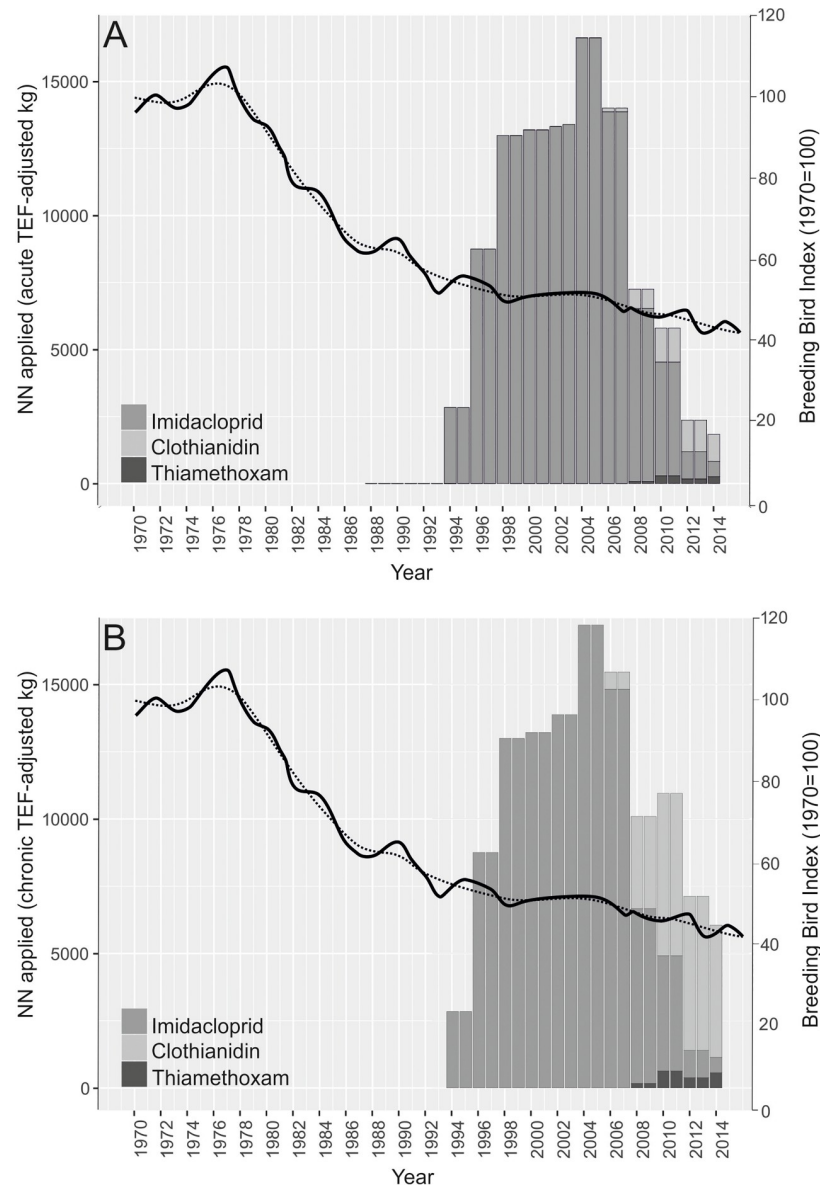 A
NN applied (acute TEF-adjusted kg)
15000
10000
5000
0
Imidacloprid
Clothianidin
Thiamethoxam
120
100
80
60
40
20
0
Breeding Bird Index (1970=100)
1970 1972 1974 1976 1978 1980 1982 1984 1986 1988 1990 1992 1994 1996 1998 2000 2002 2004 2006 2008 2010 2012 2014
Year
B
NN applied (chronic TEF-adjusted kg)
15000
10000
5000
0
Imidacloprid
Clothianidin
Thiamethoxam
120
100
80
60
40
20
0
Breeding Bird Index (1970=100)
1970 1972 1974 1976 1978 1980 1982 1984 1986 1988 1990 1992 1994 1996 1998 2000 2002 2004 2006 2008 2010 2012 2014
Year